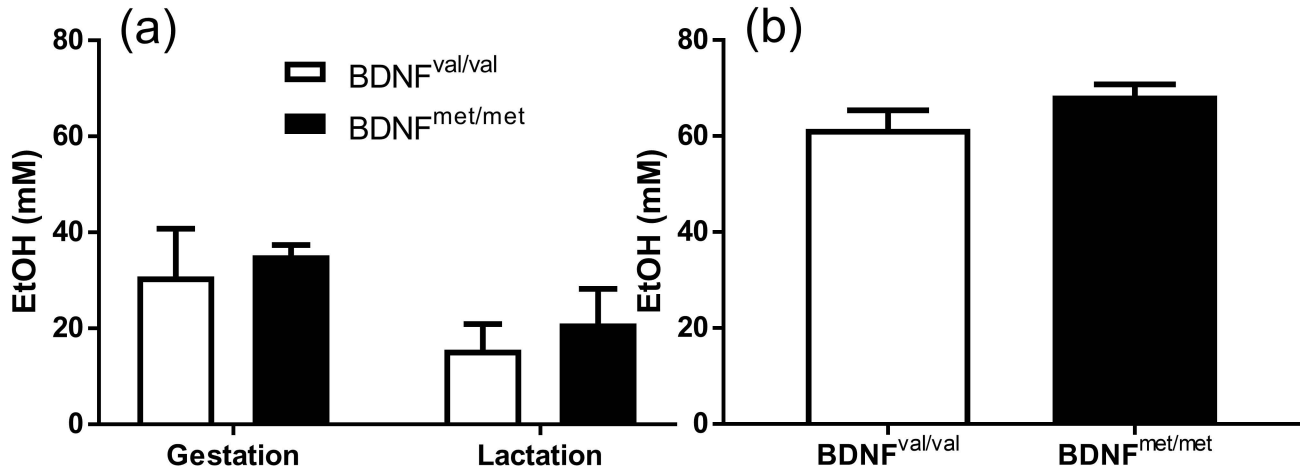 (a)
EtOH (mM)
80
60
40
20
0
BDNF^val/val
BDNF^met/met
Gestation
Lactation
(b)
EtOH (mM)
80
60
40
20
0
BDNF^val/val
BDNF^met/met